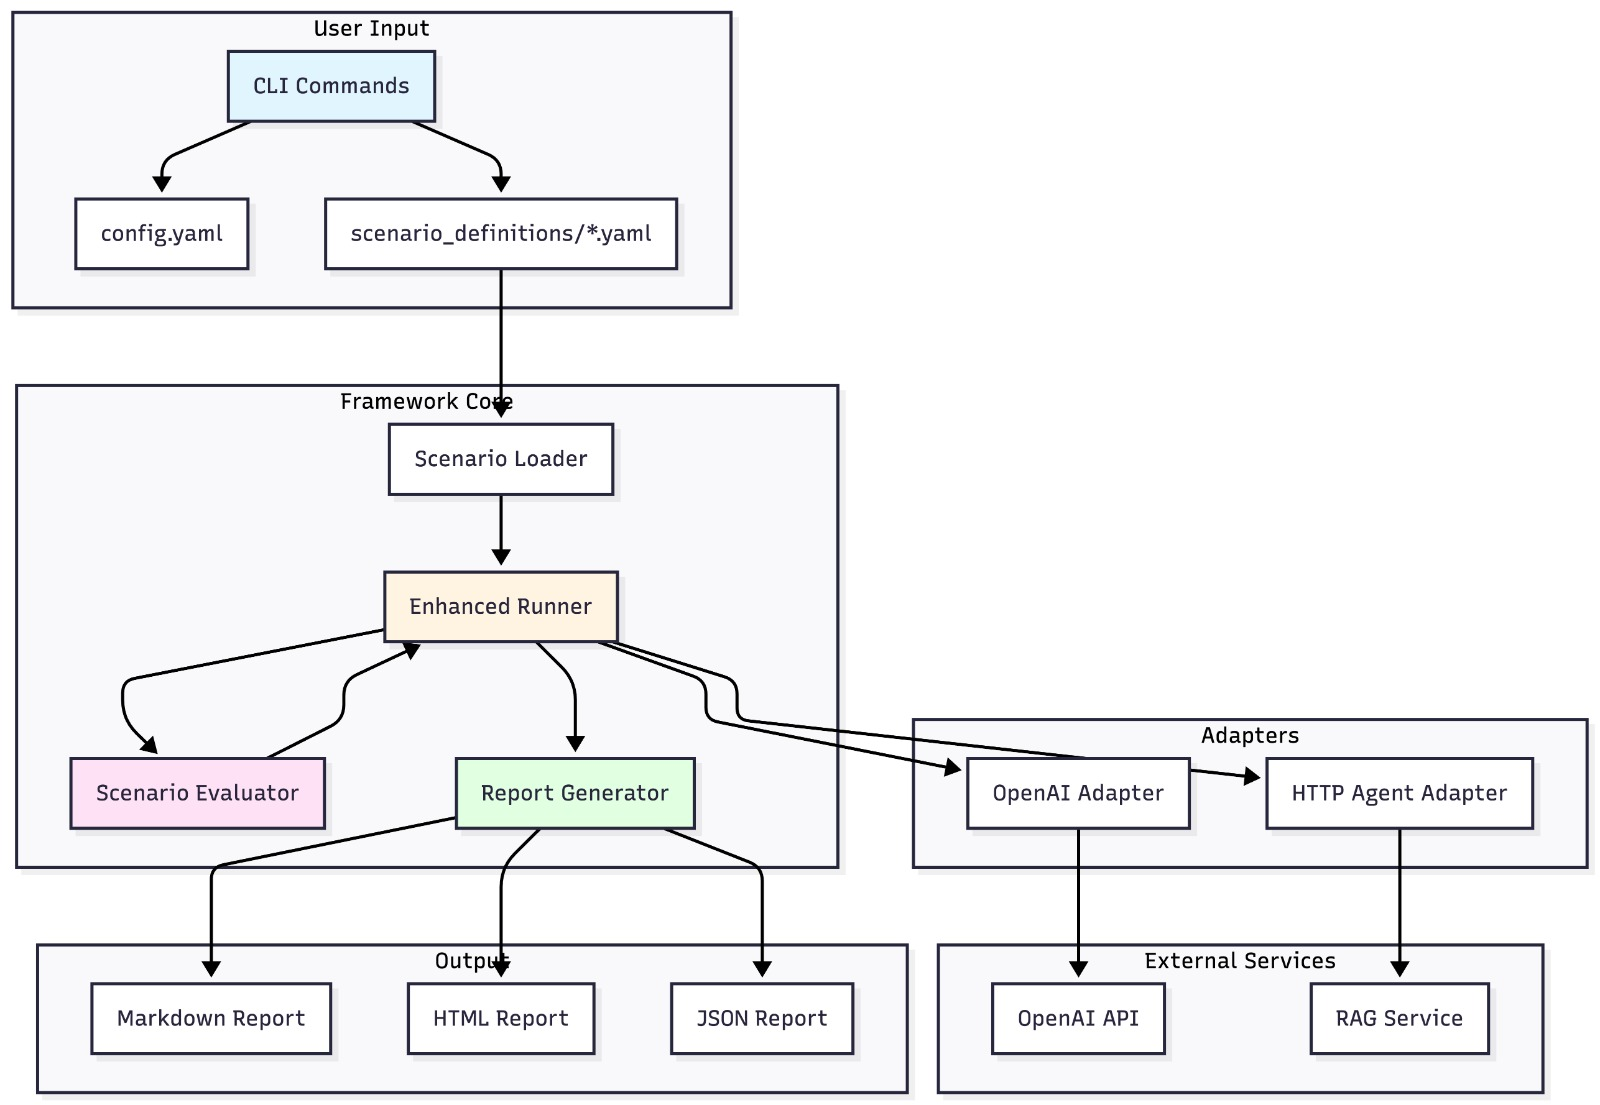 User Input
CLI Commands
config.yaml
scenario_definitions/*.yaml
Framework Core
Scenario Loader
Enhanced Runner
Adapters
Scenario Evaluator
Report Generator
OpenAI Adapter
HTTP Agent Adapter
Output
External Services
Markdown Report
HTML Report
JSON Report
OpenAI API
RAG Service